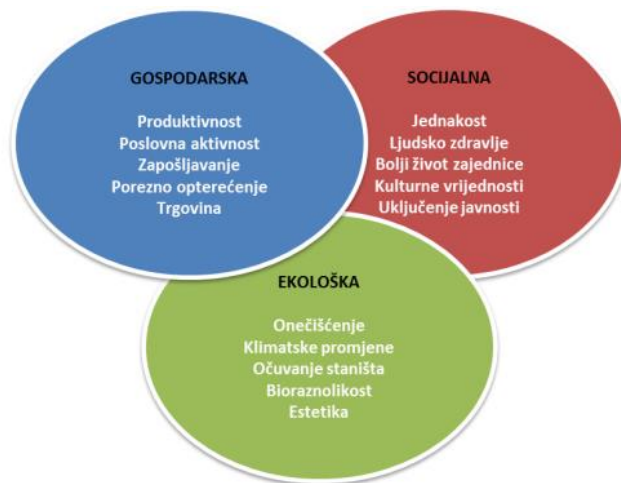 GOSPODARSKA
Produktivnost
Poslovna aktivnost
Zapošljavanje
Porezno opterećenje
Trgovina
SOCIJALNA
Jednakost
Ljudsko zdravlje
Bolji život zajednice
Kulturne vrijednosti
Uključenje javnosti
EKOLOŠKA
Onečišćenje
Klimatske promjene
Očuvanje staništa
Bioraznolikost
Estetika